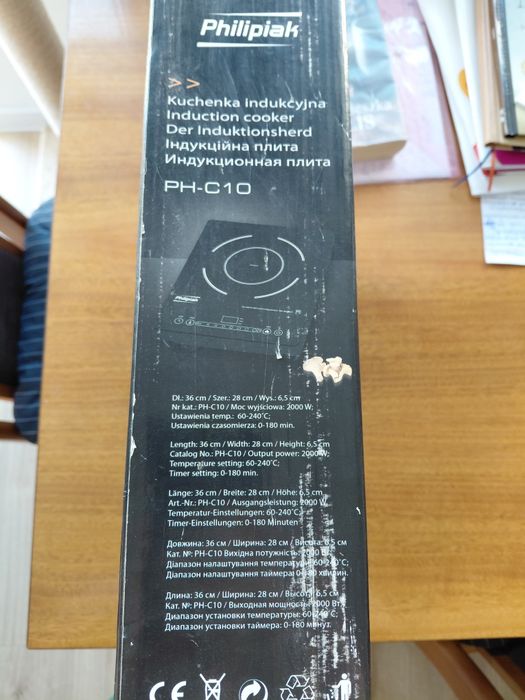 Philipiak
>>
Kuchenka indukcyjna
Induction cooker
Der Induktionsherd
Індукційна плита
Индукционная плита
PH-C10
Philipiak
Dł.: 36 cm / Szer.: 28 cm / Wys.: 6,5 cm
Nr kat.: PH-C10 / Moc wyjściowa: 2000 W;
Ustawienia temp.: 60-240˚C;
Ustawienia czasomierza: 0-180 min.
Length: 36 cm / Width: 28 cm / Height: 6,5 cm
Catalog No.: PH-C10 / Output power: 2000W;
Temperature setting: 60-240˚C;
Timer setting: 0-180 min.
Länge: 36 cm / Breite: 28 cm / Höhe: 6,5 cm
Art.-Nr.: PH-C10 / Ausgangsleistung: 2000 W
Temperatur-Einstellungen: 60-240˚C;
Timer-Einstellungen: 0-180 Minuten
Довжина: 36 см / Ширина: 28 см / Висота: 6,5 см
Кат. №: PH-C10 Вихідна потужність: 2000 Вт;
Діапазон налаштування температури: 60-240˚C;
Діапазон налаштування таймера: 0-180 хвилин.
Длина: 36 см / Ширина: 28 см / Высота: 6,5 см
Кат. №: PH-C10 / Выходная мощность: 2000 Вт;
Диапазон установки температуры: 60-240˚C
Диапазон установки таймера: 0-180 минут.
CE